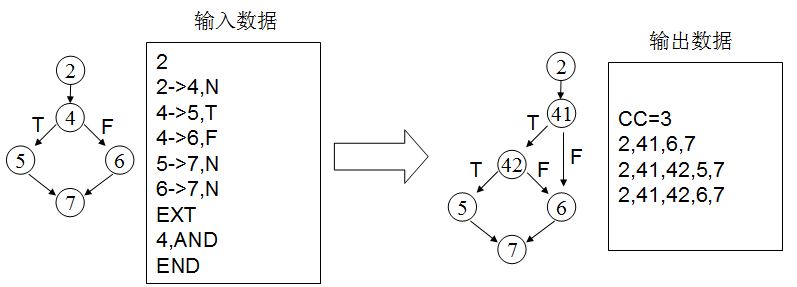 输入数据
2
4
T
F
5
6
7
2
2->4,N
4->5,T
4->6,F
5->7,N
6->7,N
EXT
4,AND
END
2
41
T
F
42
T
F
5
6
7
输出数据
CC=3
2,41,6,7
2,41,42,5,7
2,41,42,6,7